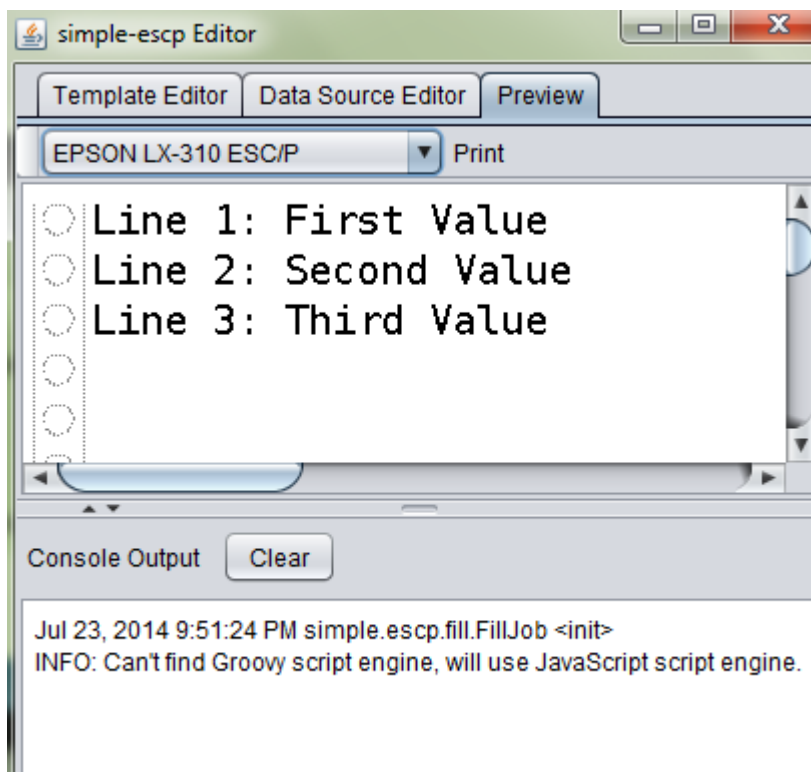 simple-escp Editor
Template Editor Data Source Editor Preview
EPSON LX-310 ESC/P Print
Line 1: First Value
Line 2: Second Value
Line 3: Third Value
Console Output Clear
Jul 23, 2014 9:51:24 PM simple.escp.fill.FillJob <init>
INFO: Can't find Groovy script engine, will use JavaScript script engine.